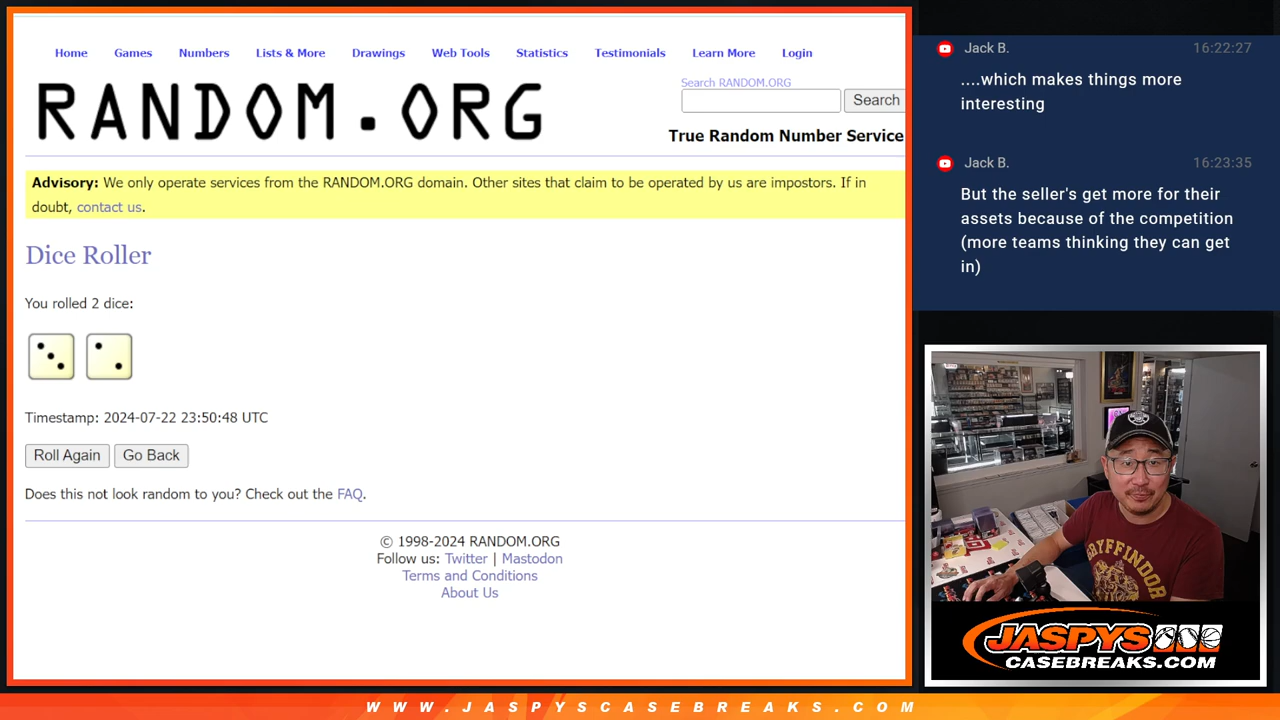 Home Games Numbers Lists & More Drawings Web Tools Statistics Testimonials Learn More Login
RANDOM.ORG
Search RANDOM.ORG
Search
True Random Number Service
Advisory: We only operate services from the RANDOM.ORG domain. Other sites that claim to be operated by us are impostors. If in
doubt, contact us.
Dice Roller
You rolled 2 dice:
Timestamp: 2024-07-22 23:50:48 UTC
Roll Again Go Back
Does this not look random to you? Check out the FAQ.
© 1998-2024 RANDOM.ORG
Follow us: Twitter | Mastodon
Terms and Conditions
About Us
Jack B. 16:22:27
....which makes things more
interesting
Jack B. 16:23:35
But the seller's get more for their
assets because of the competition
(more teams thinking they can get
in)
GRYFFINDOR
JASPYS
CASEBREAKS.COM
WWW.JASPYSCASEBREAKS.COM